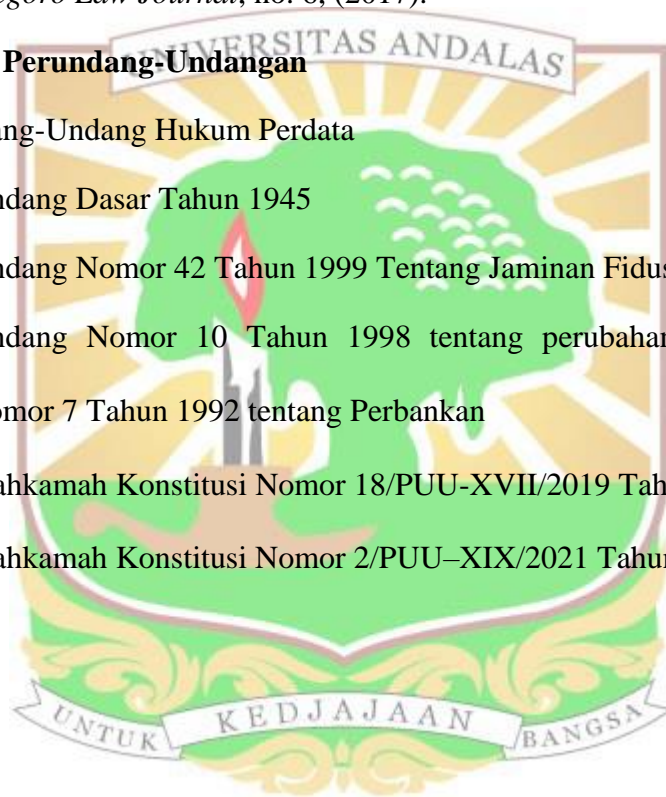 goro Law Journal, no. 6, (2017).
UNIVERSITAS ANDALAS
Perundang-Undangan
ang-Undang Hukum Perdata
ndang Dasar Tahun 1945
ndang Nomor 42 Tahun 1999 Tentang Jaminan Fidus
ndang Nomor 10 Tahun 1998 tentang perubahan
omor 7 Tahun 1992 tentang Perbankan
ahkamah Konstitusi Nomor 18/PUU-XVII/2019 Tah
ahkamah Konstitusi Nomor 2/PUU–XIX/2021 Tahun
UNTUK KEDJAJAAN BANGSA